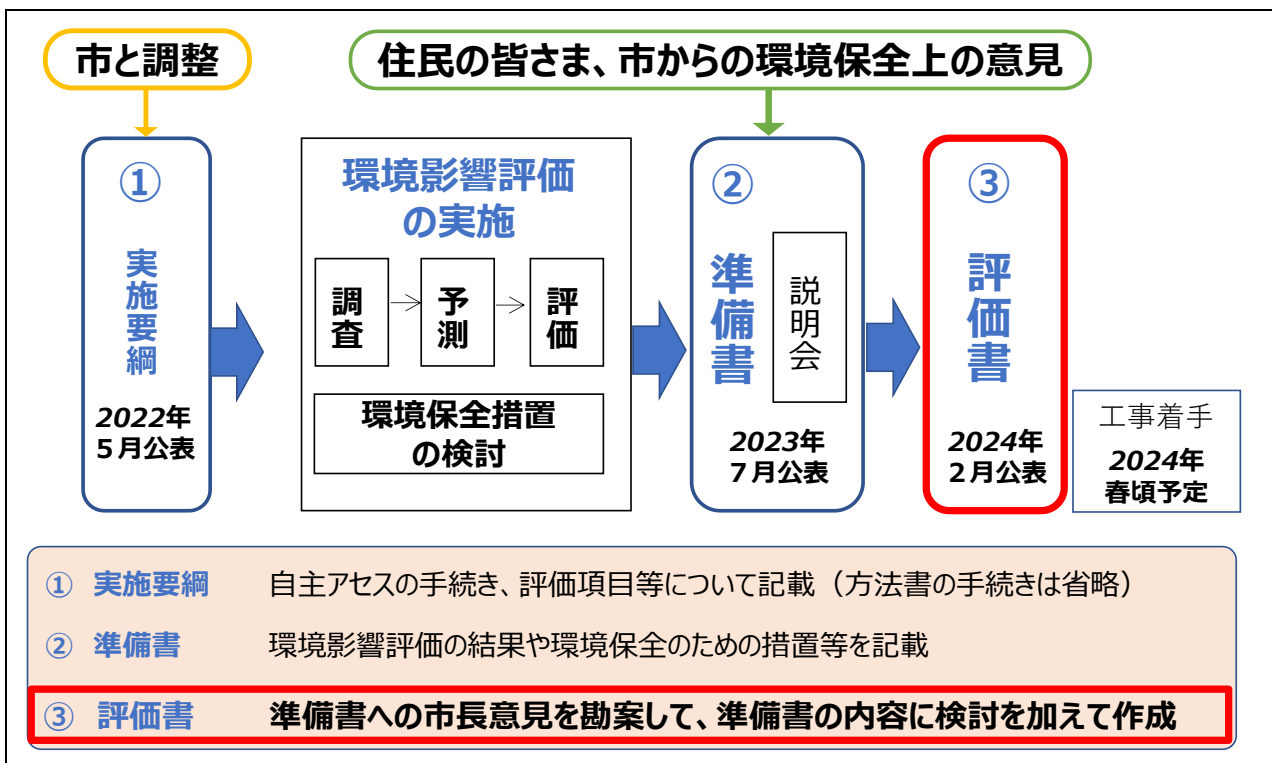 市と調整
住民の皆さま、市からの環境保全上の意見
①
実施要綱
2022年
5月公表
環境影響評価
の実施
調査
予測
評価
環境保全措置
の検討
②
準備書
説明会
2023年
7月公表
③
評価書
2024年
2月公表
工事着手
2024年
春頃予定
① 実施要綱 自主アセスの手続き、評価項目等について記載（方法書の手続きは省略）
② 準備書 環境影響評価の結果や環境保全のための措置等を記載
③ 評価書 準備書への市長意見を勘案して、準備書の内容に検討を加えて作成